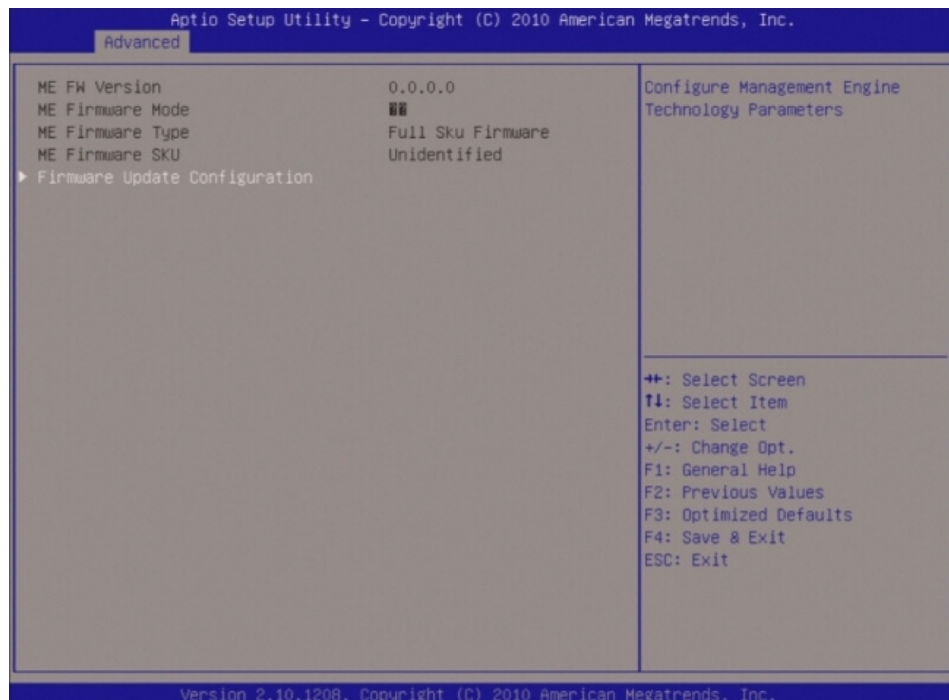 Aptio Setup Utility – Copyright (C) 2010 American Megatrends, Inc.
Advanced
ME FW Version 0.0.0.0
ME Firmware Mode
ME Firmware Type Full Sku Firmware
ME Firmware SKU Unidentified
► Firmware Update Configuration
Configure Management Engine
Technology Parameters
→←: Select Screen
↑↓: Select Item
Enter: Select
+/-: Change Opt.
F1: General Help
F2: Previous Values
F3: Optimized Defaults
F4: Save & Exit
ESC: Exit
Version 2.10.1208. Copyright (C) 2010 American Megatrends, Inc.